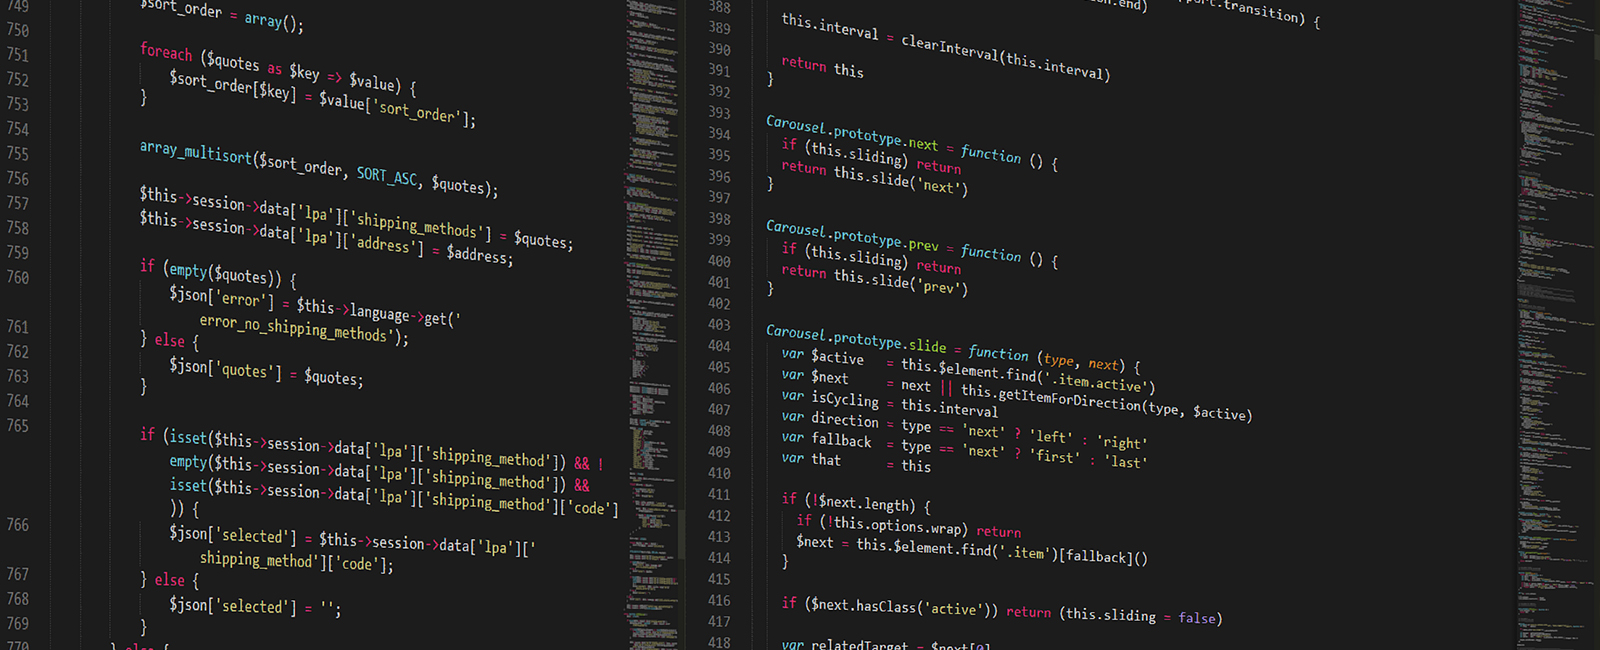 749
750
751
752
753
754
755
756
757
758
759
760
761
762
763
764
765
766
767
768
769
770
$sort_order = array();
foreach ($quotes as $key => $value) {
$sort_order[$key] = $value['sort_order'];
}
array_multisort($sort_order, SORT_ASC, $quotes);
$this->session->data['lpa']['shipping_methods'] = $quotes;
$this->session->data['lpa']['address'] = $address;
if (empty($quotes)) {
$json['error'] = $this->language->get('
error_no_shipping_methods');
} else {
$json['quotes'] = $quotes;
}
if (isset($this->session->data['lpa']['shipping_method']) && !
empty($this->session->data['lpa']['shipping_method']) &&
isset($this->session->data['lpa']['shipping_method']['code']
)) {
$json['selected'] = $this->session->data['lpa']['
shipping_method']['code'];
} else {
$json['selected'] = '';
}
} else {
388
389
390
391
392
393
394
395
396
397
398
399
400
401
402
403
404
405
406
407
408
409
410
411
412
413
414
415
416
417
418
.transition) {
.end)
this.interval = clearInterval(this.interval)
return this
}
Carousel.prototype.next = function () {
if (this.sliding) return
return this.slide('next')
}
Carousel.prototype.prev = function () {
if (this.sliding) return
return this.slide('prev')
}
Carousel.prototype.slide = function (type, next) {
var $active = this.$element.find('.item.active')
var $next = next || this.getItemForDirection(type, $active)
var isCycling = this.interval
var direction = type == 'next' ? 'left' : 'right'
var fallback = type == 'next' ? 'first' : 'last'
var that = this
if (!$next.length) {
if (!this.options.wrap) return
$next = this.$element.find('.item')[fallback]()
}
if ($next.hasClass('active')) return (this.sliding = false)
var relatedTarget = $next[0]